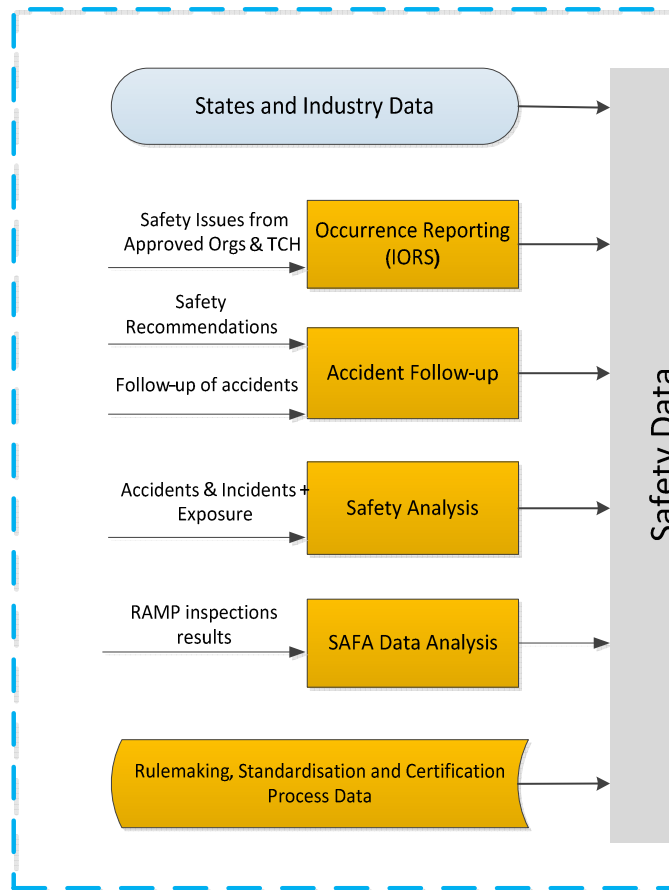 States and Industry Data
Safety Issues from
Approved Orgs & TCH
Occurrence Reporting
(IORS)
Safety
Recommendations
Follow-up of accidents
Accident Follow-up
Accidents & Incidents +
Exposure
Safety Analysis
RAMP inspections
results
SAFA Data Analysis
Rulemaking, Standardisation and Certification
Process Data
Safety Data